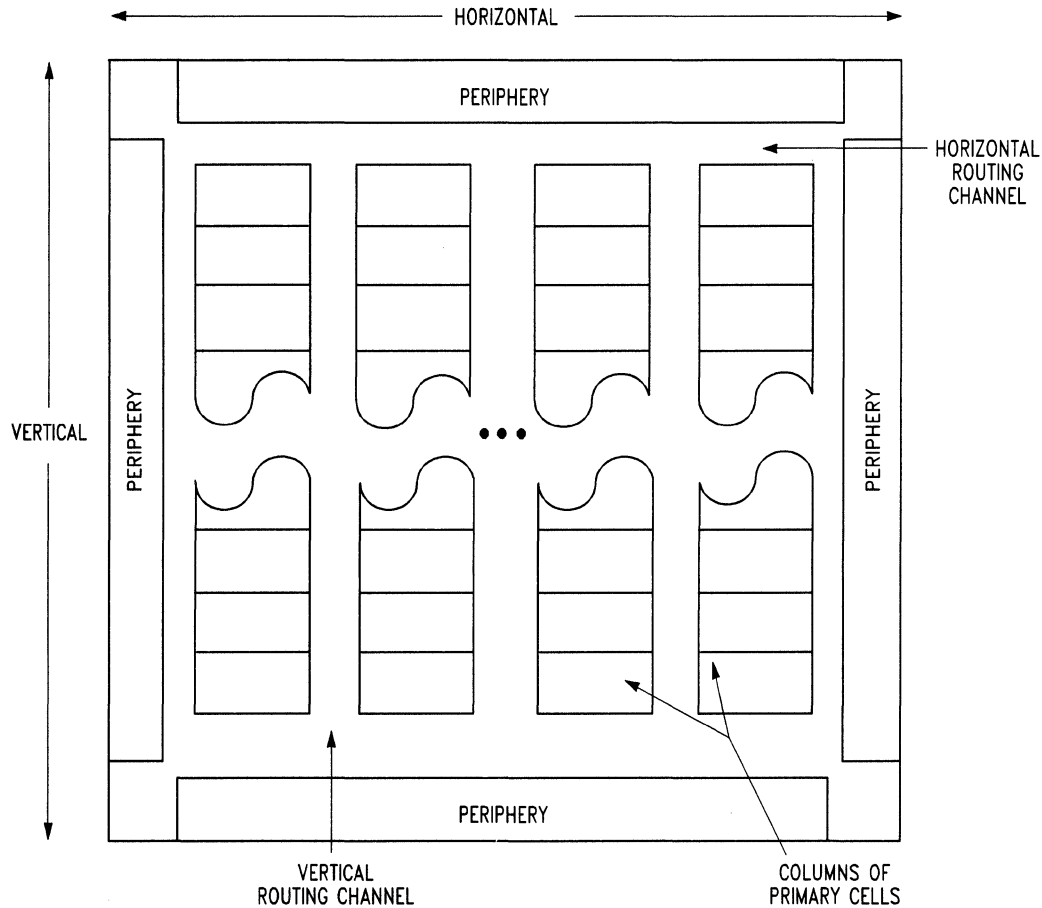 HORIZONTAL
PERIPHERY
HORIZONTAL
ROUTING
CHANNEL
VERTICAL
PERIPHERY
PERIPHERY
PERIPHERY
VERTICAL
ROUTING CHANNEL
COLUMNS OF
PRIMARY CELLS